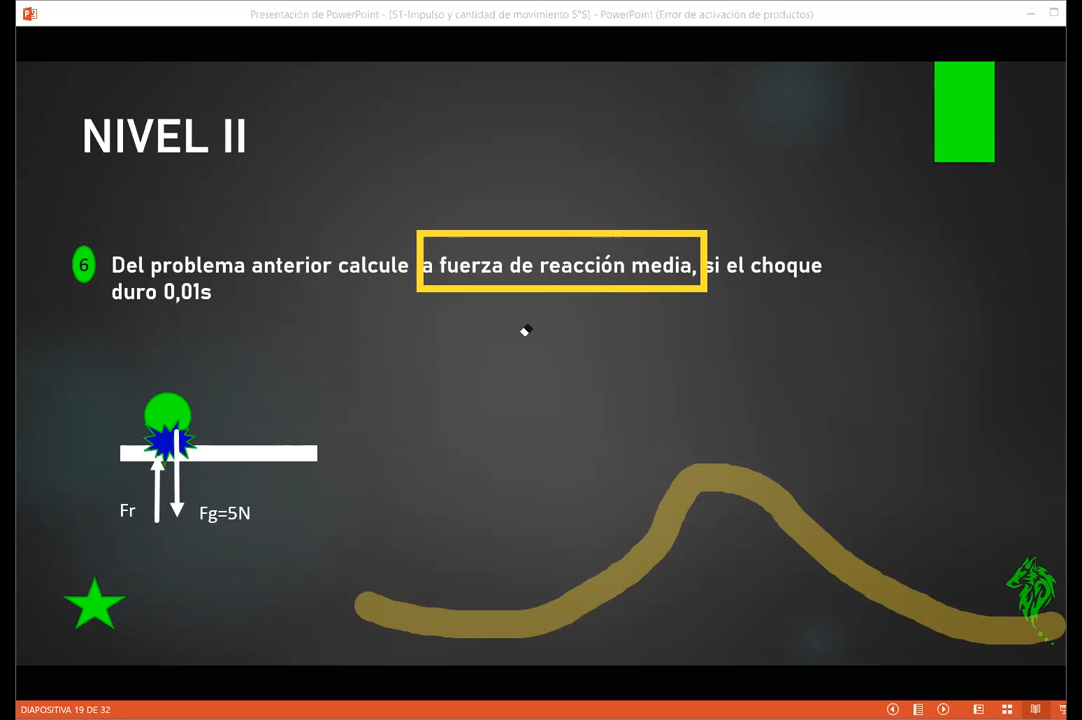 Presentación de PowerPoint - [S1-Impulso y cantidad de movimiento 5°S] - PowerPoint (Error de activación de productos)
NIVEL II
6 Del problema anterior calcule la fuerza de reacción media, si el choque
duro 0,01s
Fr
Fg=5N
DIAPOSITIVA 19 DE 32